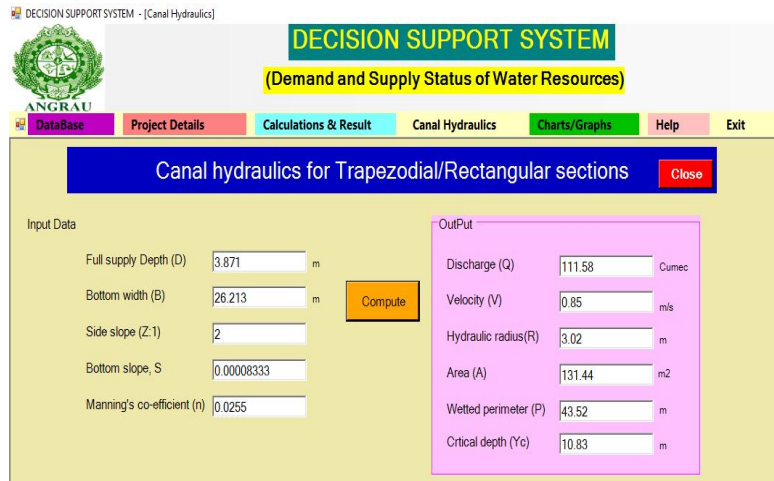 DECISION SUPPORT SYSTEM - [Canal Hydraulics]
DECISION SUPPORT SYSTEM
(Demand and Supply Status of Water Resources)
ANGRAU
DataBase Project Details Calculations & Result Canal Hydraulics Charts/Graphs Help Exit
Canal hydraulics for Trapezodial/Rectangular sections Close
Input Data
Full supply Depth (D) 3.871 m
Bottom width (B) 26.213 m
Side slope (Z:1) 2
Bottom slope, S 0.00008333
Manning's co-efficient (n) 0.0255
Compute
OutPut
Discharge (Q) 111.58 Cumec
Velocity (V) 0.85 m/s
Hydraulic radius(R) 3.02 m
Area (A) 131.44 m2
Wetted perimeter (P) 43.52 m
Crtical depth (Yc) 10.83 m